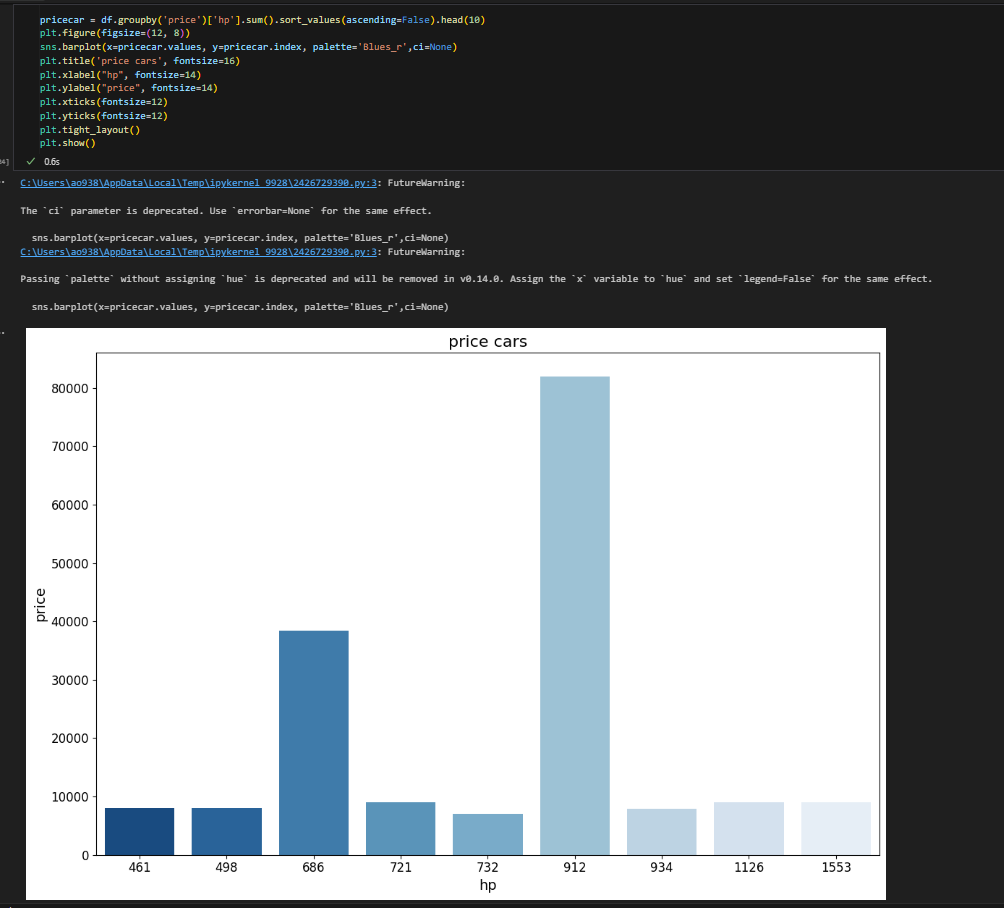 pricecar = df.groupby('price')['hp'].sum().sort_values(ascending=False).head(10)
plt.figure(figsize=(12, 8))
sns.barplot(x=pricecar.values, y=pricecar.index, palette='Blues_r',ci=None)
plt.title('price cars', fontsize=16)
plt.xlabel("hp", fontsize=14)
plt.ylabel("price", fontsize=14)
plt.xticks(fontsize=12)
plt.yticks(fontsize=12)
plt.tight_layout()
plt.show()
0.6s
C:\Users\ao938\AppData\Local\Temp\ipykernel_9928\2426729390.py:3: FutureWarning:
The `ci` parameter is deprecated. Use `errorbar=None` for the same effect.
sns.barplot(x=pricecar.values, y=pricecar.index, palette='Blues_r',ci=None)
C:\Users\ao938\AppData\Local\Temp\ipykernel_9928\2426729390.py:3: FutureWarning:
Passing `palette` without assigning `hue` is deprecated and will be removed in v0.14.0. Assign the `x` variable to `hue` and set `legend=False` for the same effect.
sns.barplot(x=pricecar.values, y=pricecar.index, palette='Blues_r',ci=None)
price cars
80000
70000
60000
50000
40000
30000
20000
10000
0
price
461 498 686 721 732 912 934 1126 1553
hp